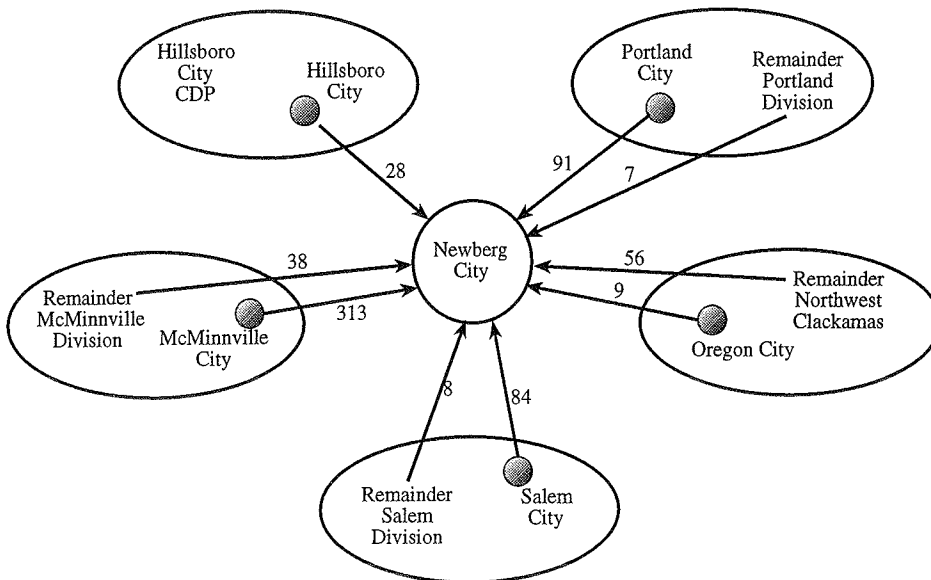 Hillsboro
City
CDP
Hillsboro
City
Portland
City
Remainder
Portland
Division
28
91
7
Newberg
City
38
313
Remainder
McMinnville
Division
McMinnville
City
56
9
Remainder
Northwest
Clackamas
Oregon City
8
84
Remainder
Salem
Division
Salem
City